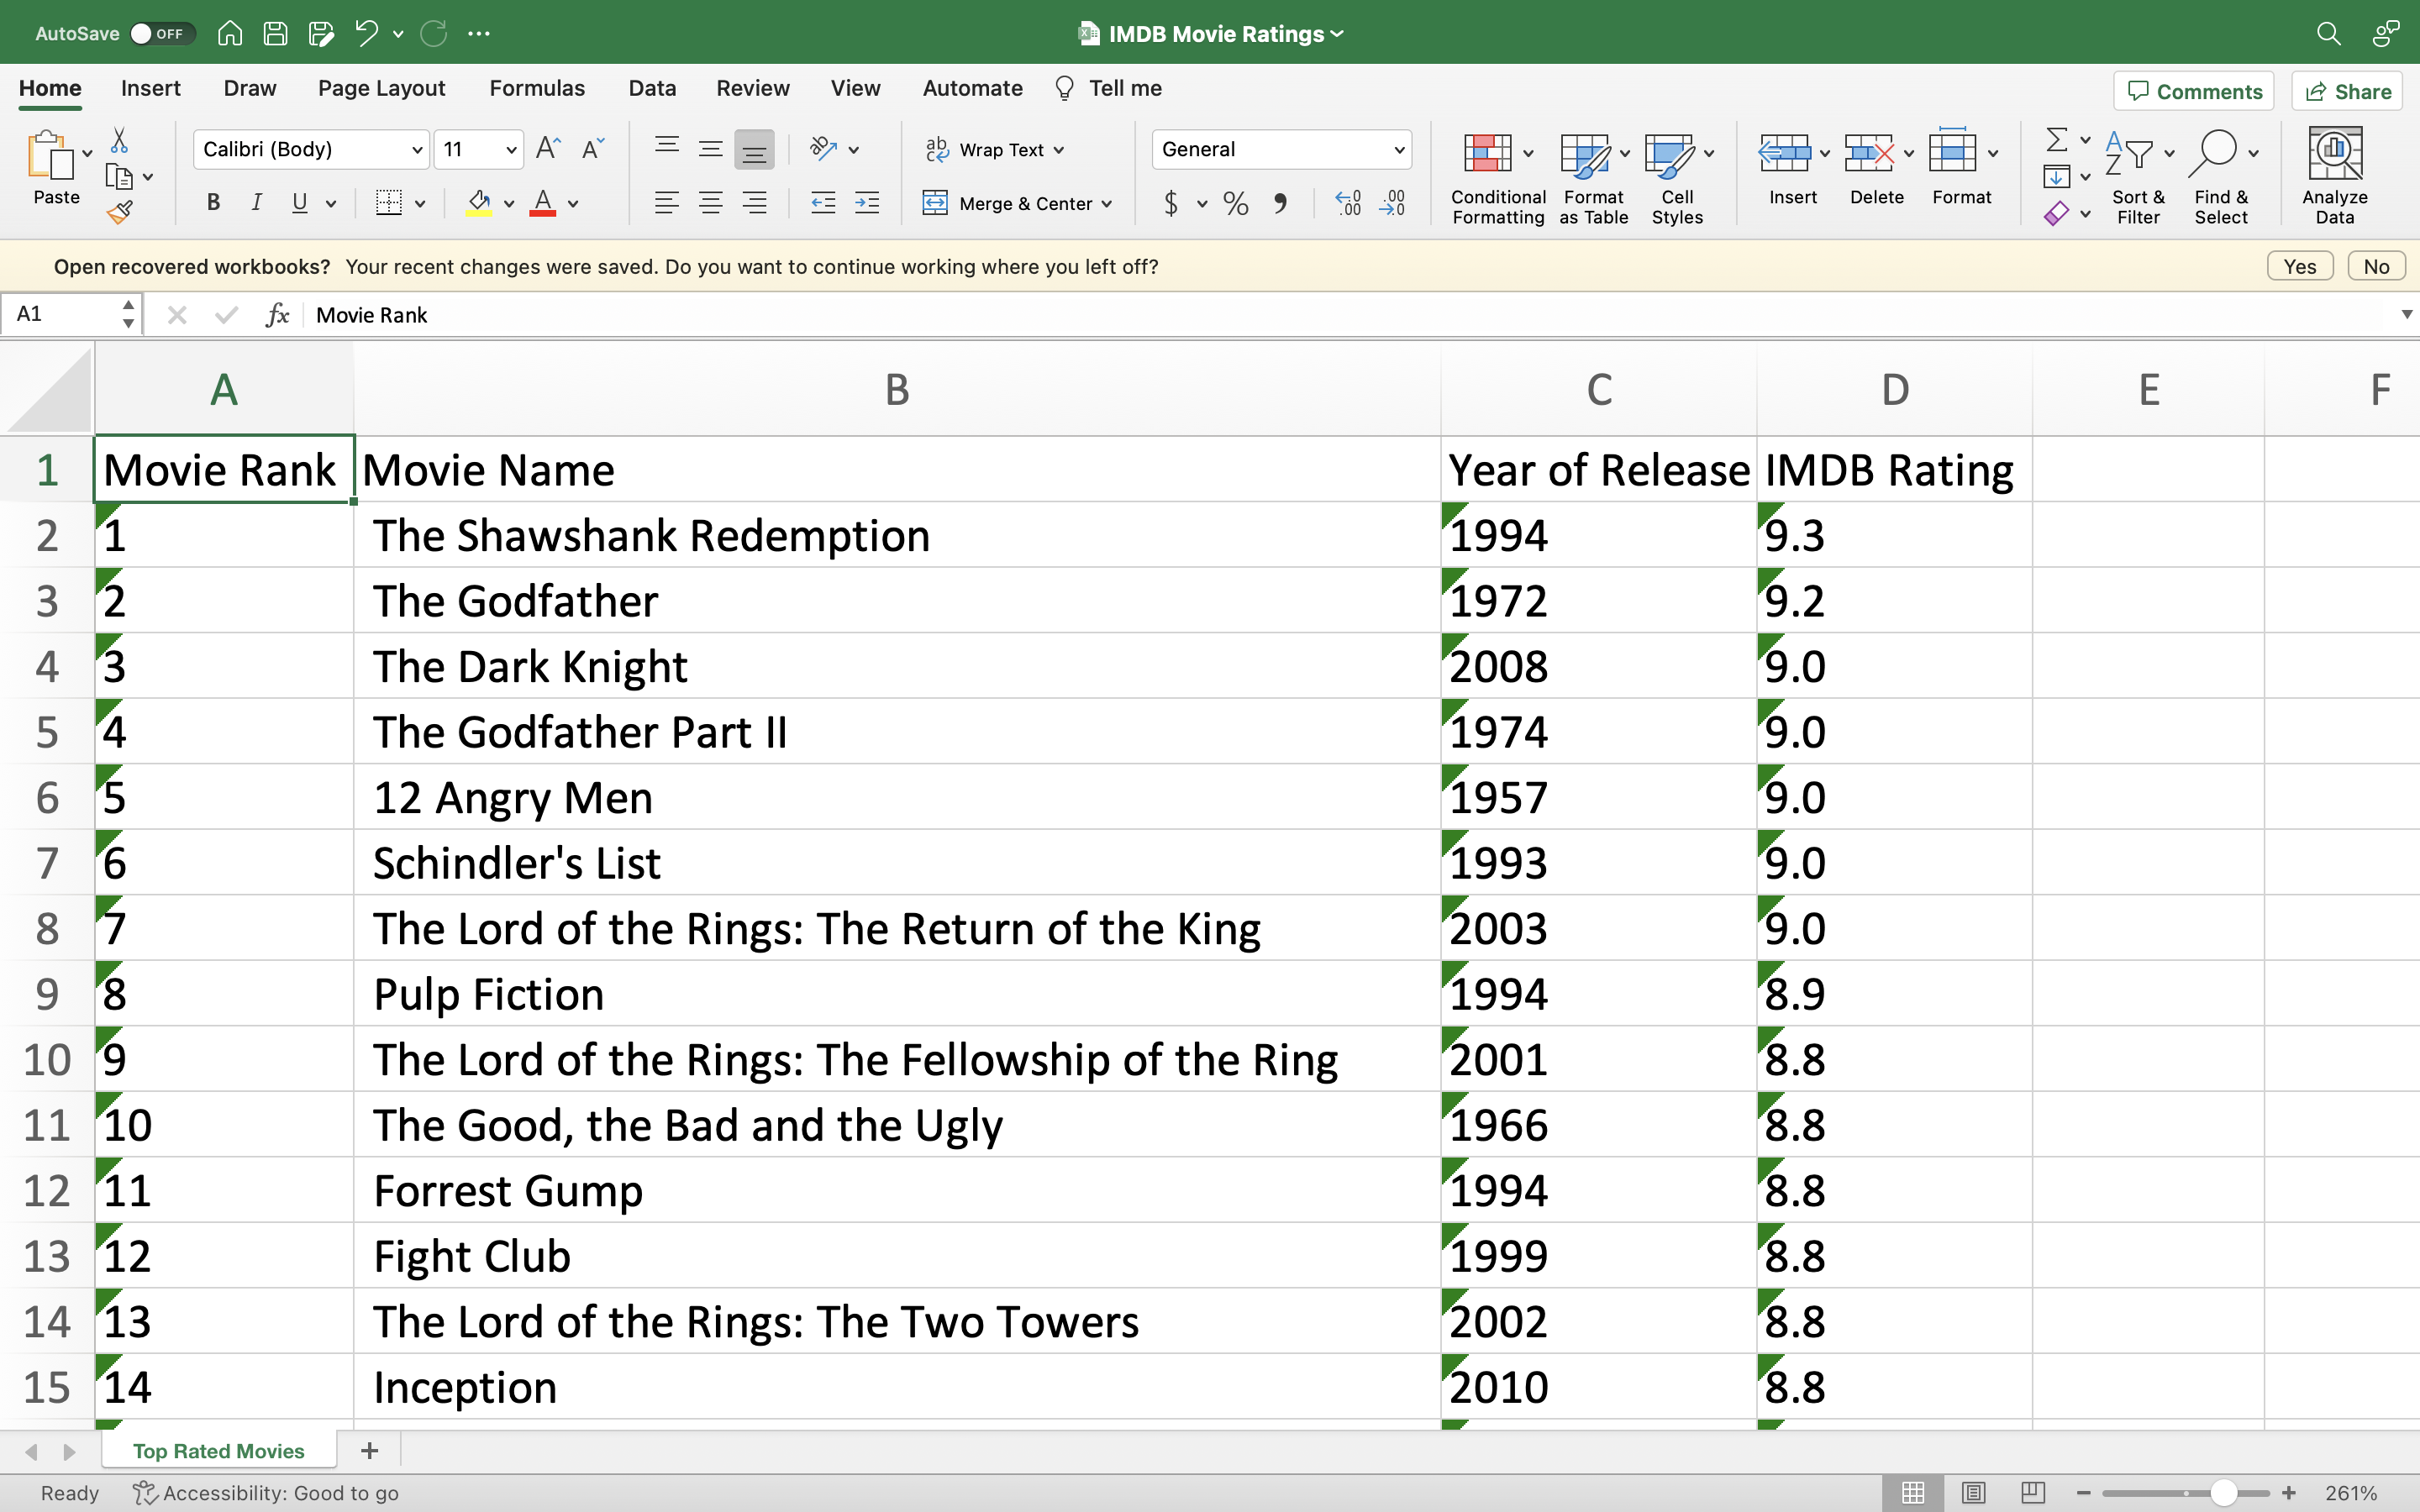 AutoSave OFF IMDB Movie Ratings
Home Insert Draw Page Layout Formulas Data Review View Automate Tell me Comments Share
Paste Calibri (Body) 11 A A Wrap Text General Conditional Formatting Format as Table Cell Styles Insert Delete Format Sort & Filter Find & Select Analyze Data
B I U A Merge & Center $ % 9 .00 .00
Open recovered workbooks? Your recent changes were saved. Do you want to continue working where you left off? Yes No
A1 fx Movie Rank
A B C D E F
1 Movie Rank Movie Name Year of Release IMDB Rating
2 1 The Shawshank Redemption 1994 9.3
3 2 The Godfather 1972 9.2
4 3 The Dark Knight 2008 9.0
5 4 The Godfather Part II 1974 9.0
6 5 12 Angry Men 1957 9.0
7 6 Schindler's List 1993 9.0
8 7 The Lord of the Rings: The Return of the King 2003 9.0
9 8 Pulp Fiction 1994 8.9
10 9 The Lord of the Rings: The Fellowship of the Ring 2001 8.8
11 10 The Good, the Bad and the Ugly 1966 8.8
12 11 Forrest Gump 1994 8.8
13 12 Fight Club 1999 8.8
14 13 The Lord of the Rings: The Two Towers 2002 8.8
15 14 Inception 2010 8.8
Top Rated Movies +
Ready Accessibility: Good to go 261%